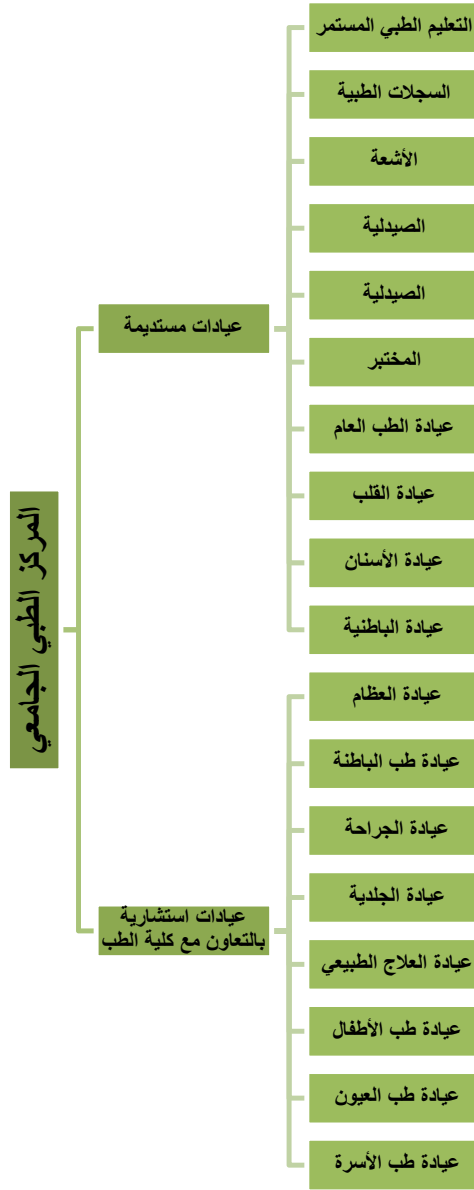 المركز الطبي الجامعي
عيادات مستديمة
التعليم الطبي المستمر
السجلات الطبية
الأشعة
الصيدلية
الصيدلية
المختبر
عيادة الطب العام
عيادة القلب
عيادة الأسنان
عيادة الباطنية
عيادات استشارية
بالتعاون مع كلية الطب
عيادة العظام
عيادة طب الباطنة
عيادة الجراحة
عيادة الجلدية
عيادة العلاج الطبيعي
عيادة طب الأطفال
عيادة طب العيون
عيادة طب الأسرة